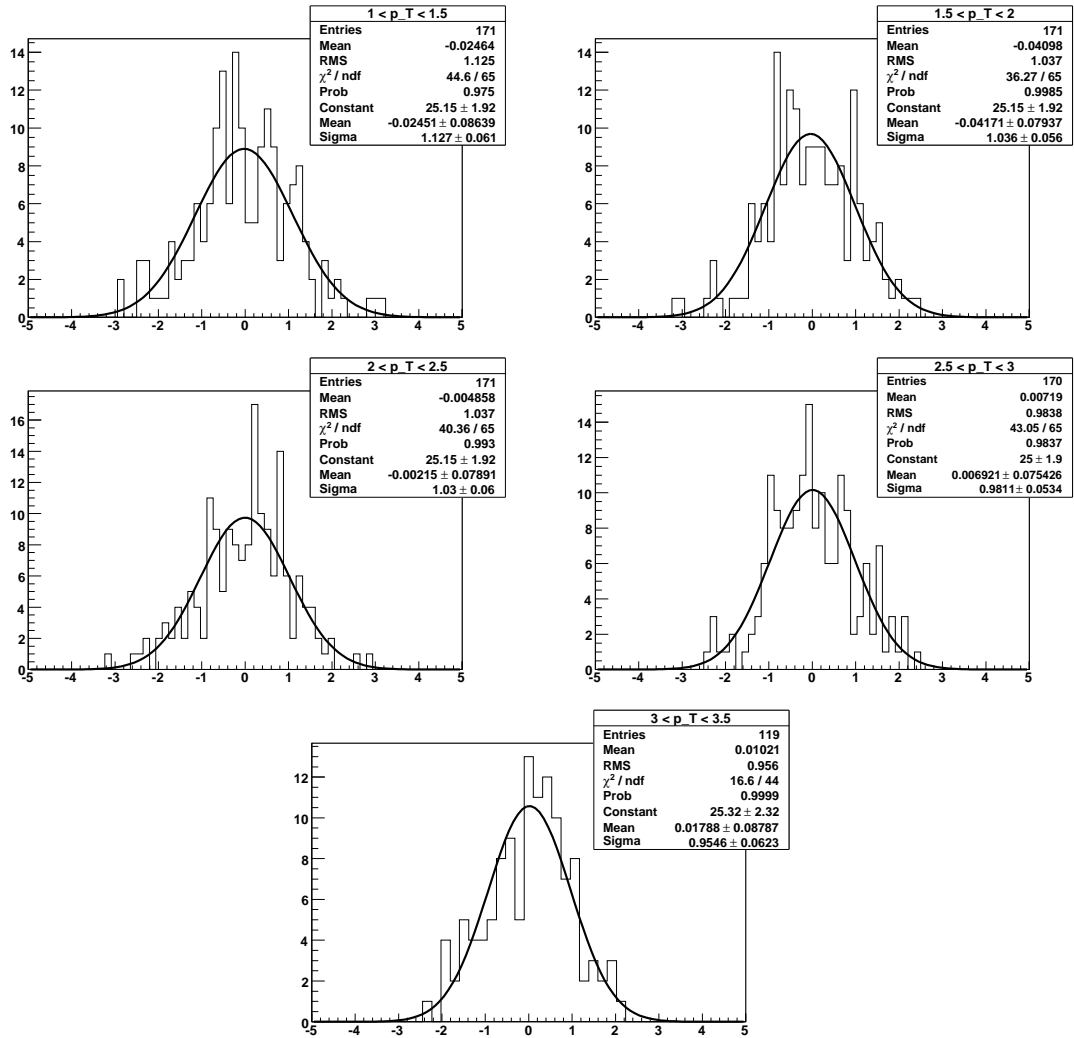 1 < p_T < 1.5
Entries 171
Mean -0.02464
RMS 1.125
χ² / ndf 44.6 / 65
Prob 0.975
Constant 25.15 ± 1.92
Mean -0.02451 ± 0.08639
Sigma 1.127 ± 0.061
14
12
10
8
6
4
2
0
-5 -4 -3 -2 -1 0 1 2 3 4 5
1.5 < p_T < 2
Entries 171
Mean -0.04098
RMS 1.037
χ² / ndf 36.27 / 65
Prob 0.9985
Constant 25.15 ± 1.92
Mean -0.04171 ± 0.07937
Sigma 1.036 ± 0.056
14
12
10
8
6
4
2
0
-5 -4 -3 -2 -1 0 1 2 3 4 5
2 < p_T < 2.5
Entries 171
Mean -0.004858
RMS 1.037
χ² / ndf 40.36 / 65
Prob 0.993
Constant 25.15 ± 1.92
Mean -0.00215 ± 0.07891
Sigma 1.03 ± 0.06
16
14
12
10
8
6
4
2
0
-5 -4 -3 -2 -1 0 1 2 3 4 5
2.5 < p_T < 3
Entries 170
Mean 0.00719
RMS 0.9838
χ² / ndf 43.05 / 65
Prob 0.9837
Constant 25 ± 1.9
Mean 0.006921 ± 0.075426
Sigma 0.9811 ± 0.0534
14
12
10
8
6
4
2
0
-5 -4 -3 -2 -1 0 1 2 3 4 5
3 < p_T < 3.5
Entries 119
Mean 0.01021
RMS 0.956
χ² / ndf 16.6 / 44
Prob 0.9999
Constant 25.32 ± 2.32
Mean 0.01788 ± 0.08787
Sigma 0.9546 ± 0.0623
12
10
8
6
4
2
0
-5 -4 -3 -2 -1 0 1 2 3 4 5